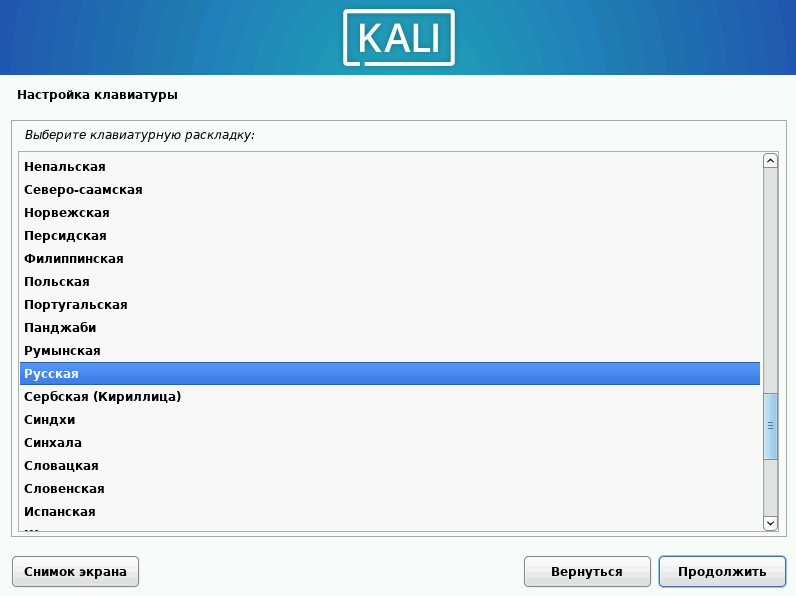 KALI
Настройка клавиатуры
Выберите клавиатурную раскладку:
Непальская
Северо-саамская
Норвежская
Персидская
Филиппинская
Польская
Португальская
Панджаби
Румынская
Русская
Сербская (Кириллица)
Синдхи
Синхала
Словацкая
Словенская
Испанская
Снимок экрана
Вернуться
Продолжить